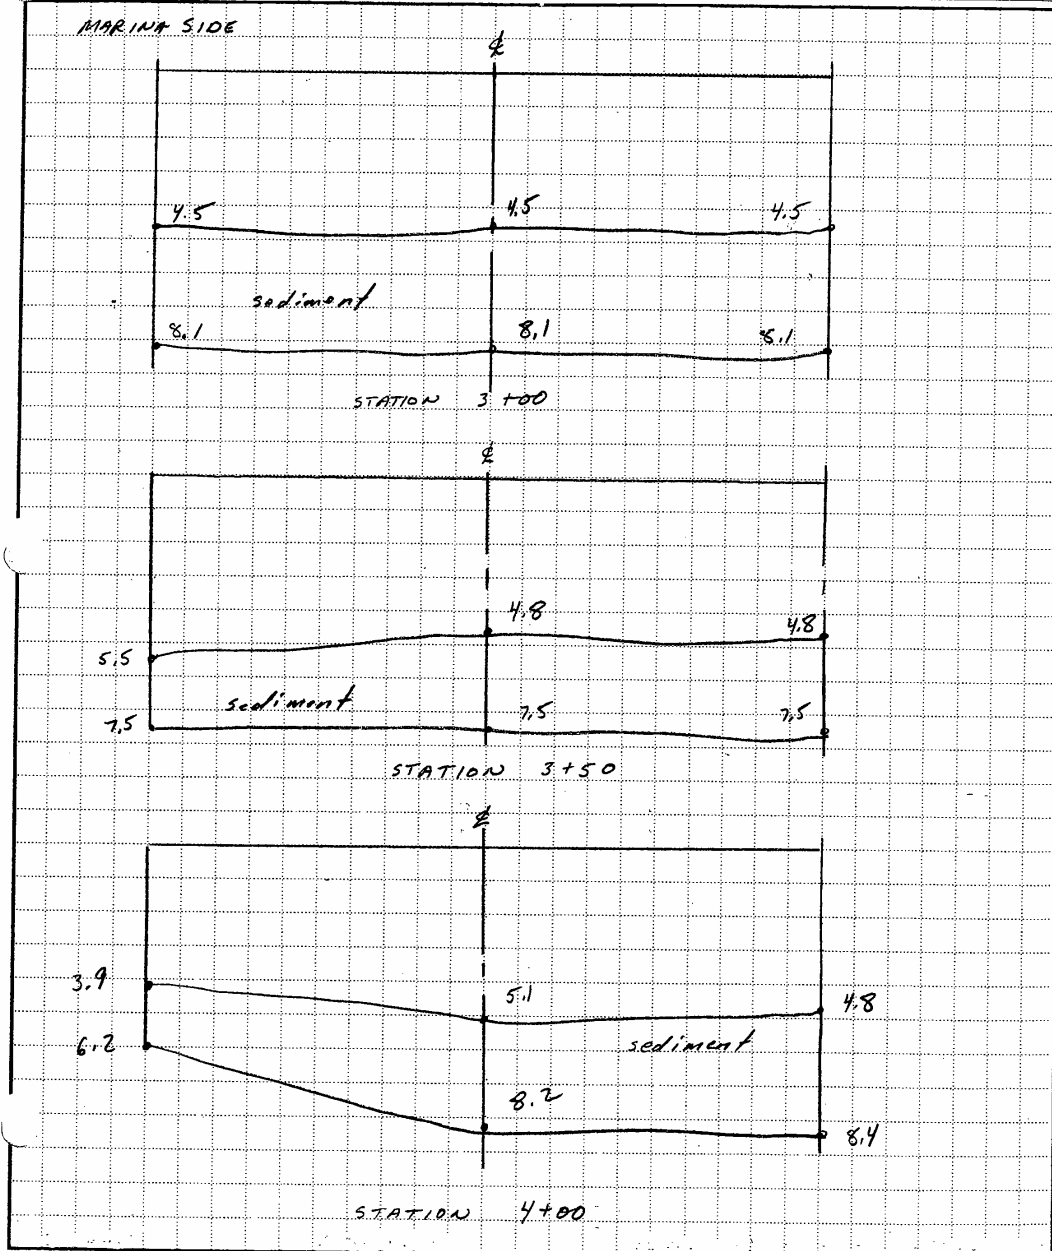 MARINA SIDE
℄
4.5 4.5 4.5
sediment
8.1 8.1 8.1
STATION 3+00
℄
4.8 4.8
5.5
sediment
7.5 7.5 7.5
STATION 3+50
℄
3.9 5.1 4.8
sediment
6.2
8.2
8.4
STATION 4+00